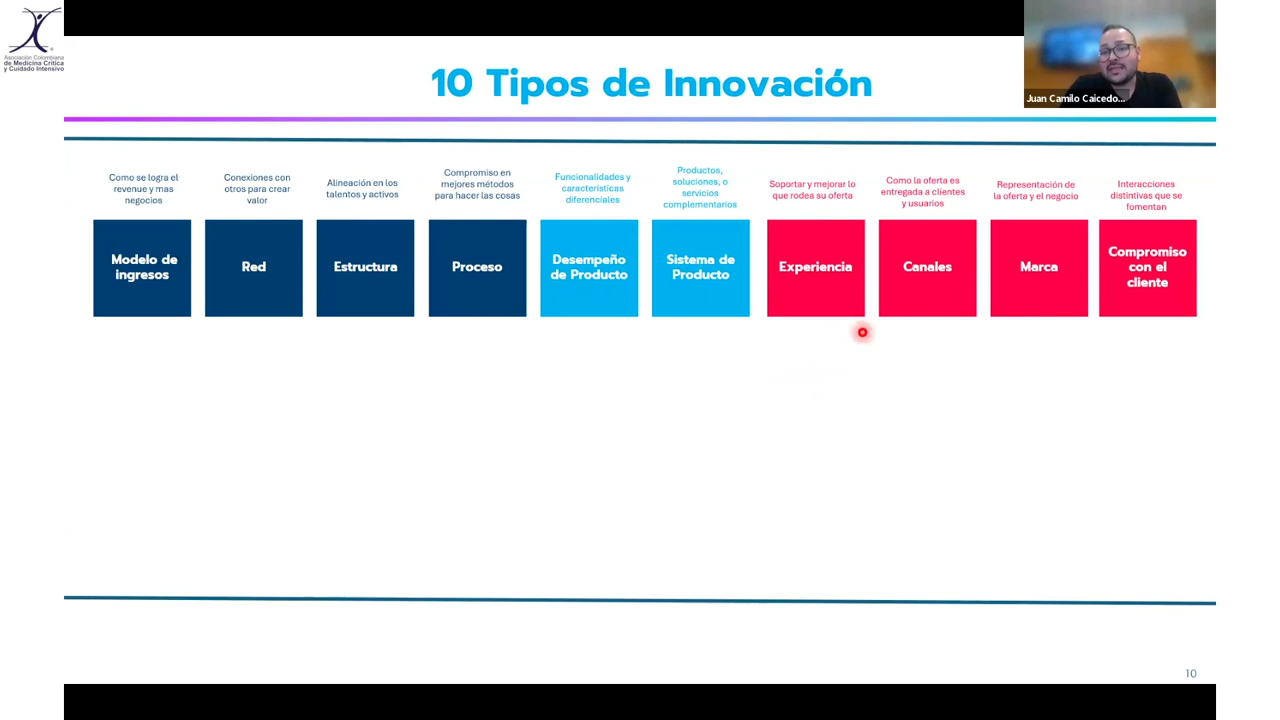 Asociación Colombiana
de Medicina Crítica
y Cuidado Intensivo
10 Tipos de Innovación
Juan Camilo Caicedo...
Como se logra el
revenue y mas
negocios
Conexiones con
otros para crear
valor
Alineación en los
talentos y activos
Compromiso en
mejores métodos
para hacer las cosas
Funcionalidades y
características
diferenciales
Productos,
soluciones, o
servicios
complementarios
Soportar y mejorar lo
que rodea su oferta
Como la oferta es
entregada a clientes
y usuarios
Representación de
la oferta y el negocio
Interacciones
distintivas que se
fomentan
Modelo de
ingresos
Red
Estructura
Proceso
Desempeño
de Producto
Sistema de
Producto
Experiencia
Canales
Marca
Compromiso
con el
cliente
10